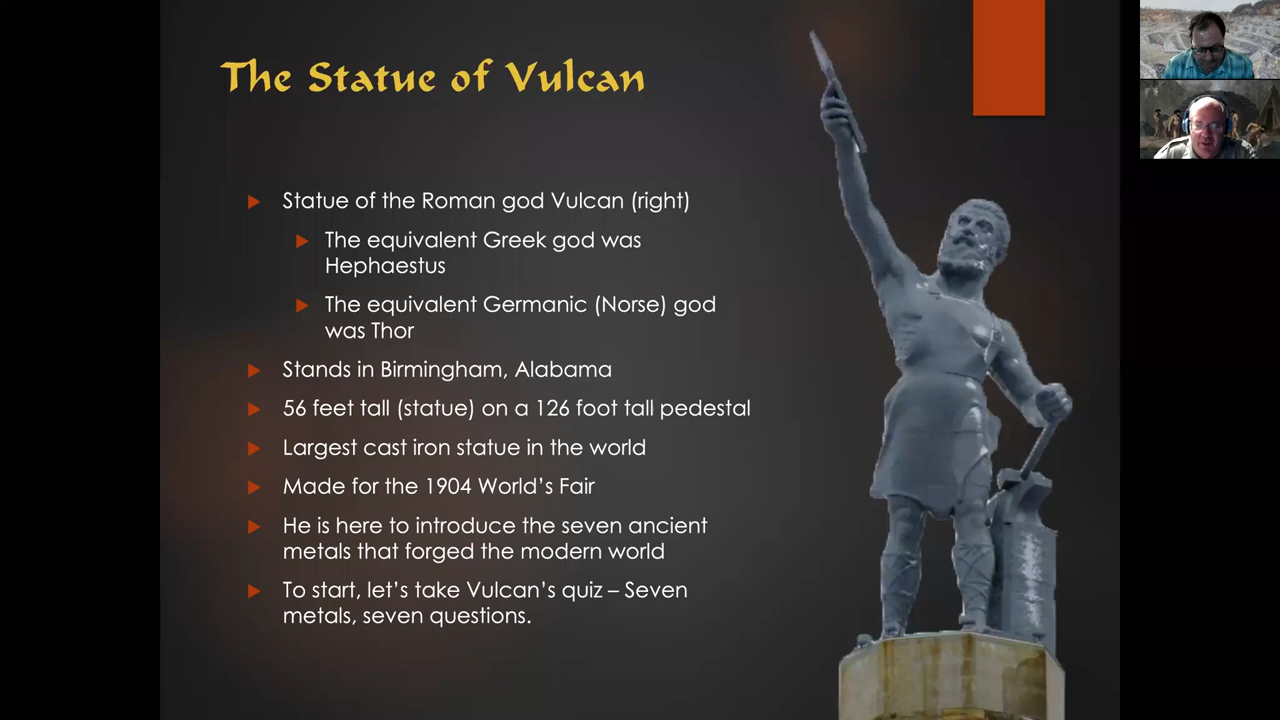 The Statue of Vulcan
Statue of the Roman god Vulcan (right)
The equivalent Greek god was
Hephaestus
The equivalent Germanic (Norse) god
was Thor
Stands in Birmingham, Alabama
56 feet tall (statue) on a 126 foot tall pedestal
Largest cast iron statue in the world
Made for the 1904 World’s Fair
He is here to introduce the seven ancient
metals that forged the modern world
To start, let’s take Vulcan’s quiz – Seven
metals, seven questions.